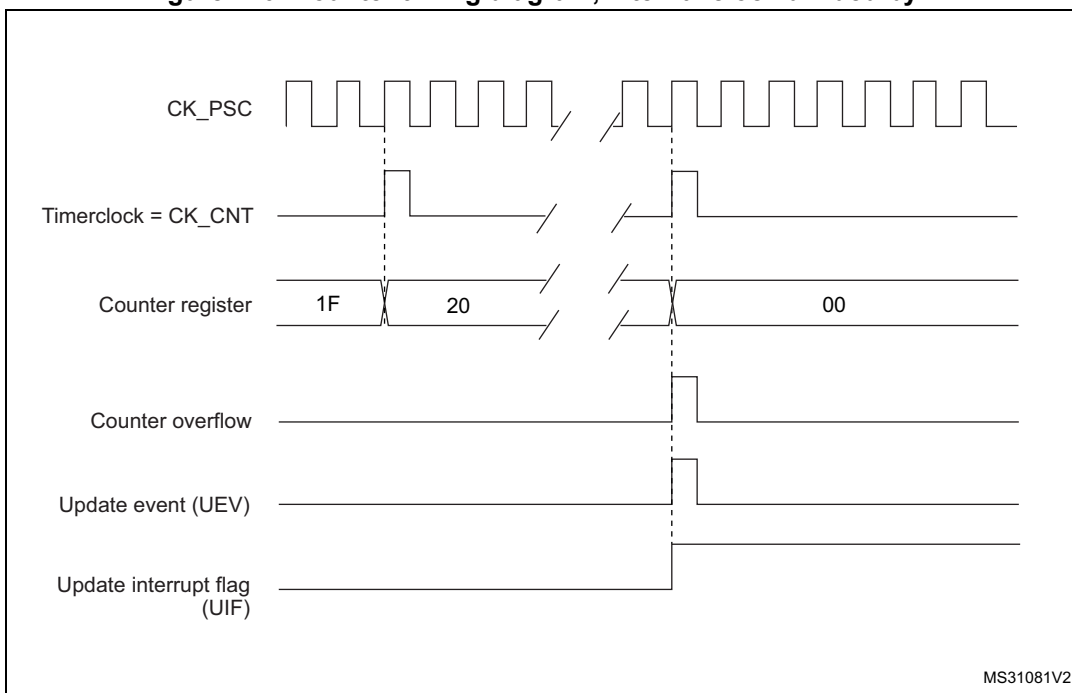 CK_PSC
Timerclock = CK_CNT
Counter register
1F
20
00
Counter overflow
Update event (UEV)
Update interrupt flag
(UIF)
MS31081V2